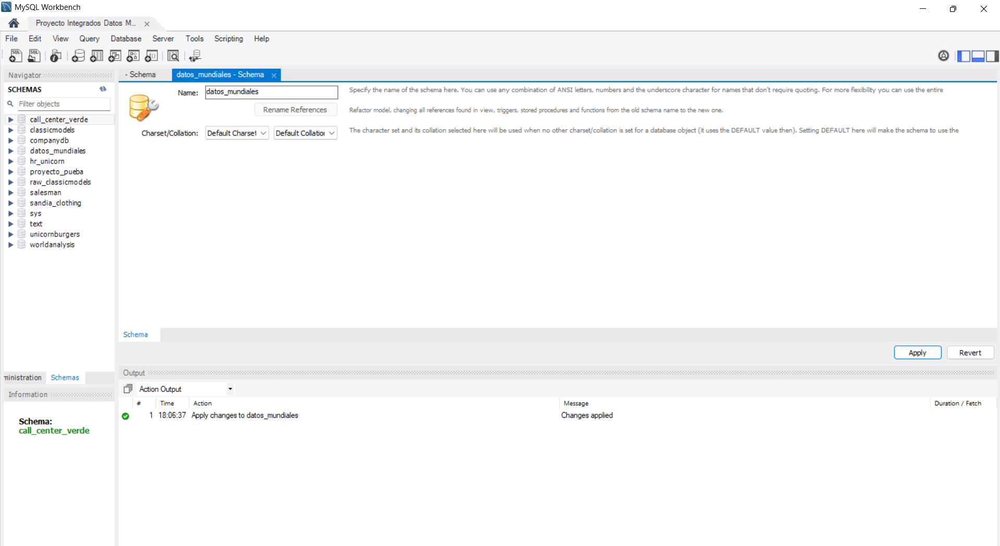 MySQL Workbench
Proyecto Integrados Datos M...
File Edit View Query Database Server Tools Scripting Help
SQL SQL
Navigator
- Schema
datos_mundiales - Schema
SCHEMAS
Filter objects
call_center_verde
classicmodels
companydb
datos_mundiales
hr_unicorn
proyecto_pueba
raw_classicmodels
salesman
sandia_clothing
sys
text
unicornburgers
worldanalysis
Name: datos_mundiales
Specify the name of the schema here. You can use any combination of ANSI letters, numbers and the underscore character for names that don't require quoting. For more flexibility you can use the entire
Rename References
Refactor model, changing all references found in view, triggers, stored procedures and functions from the old schema name to the new one.
Charset/Collation: Default Charset Default Collation
The character set and its collation selected here will be used when no other charset/collation is set for a database object (it uses the DEFAULT value then). Setting DEFAULT here will make the schema to use the
Schema
Apply Revert
ministration Schemas
Information
Schema:
call_center_verde
Output
Action Output
# Time Action Message Duration / Fetch
1 18:06:37 Apply changes to datos_mundiales Changes applied